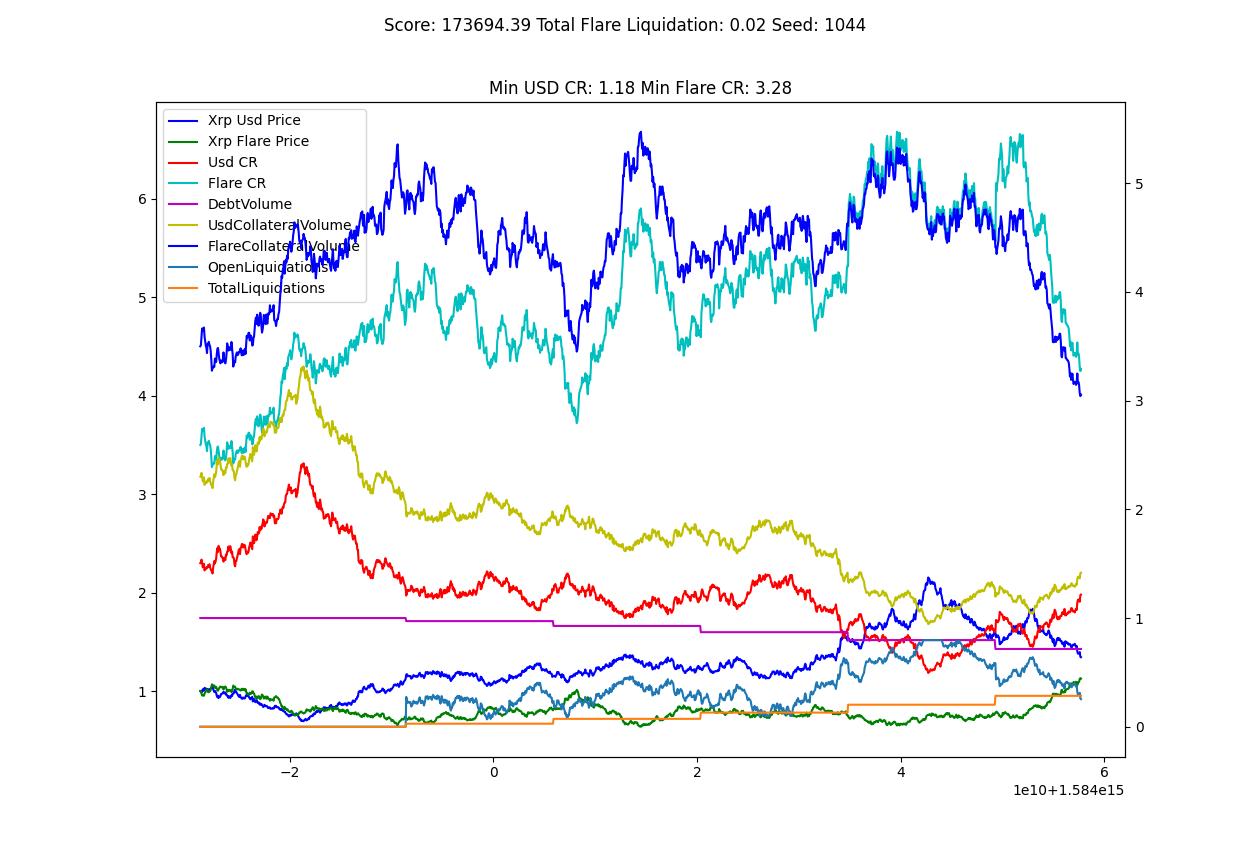 Score: 173694.39 Total Flare Liquidation: 0.02 Seed: 1044
Min USD CR: 1.18 Min Flare CR: 3.28
Xrp Usd Price
Xrp Flare Price
Usd CR
Flare CR
DebtVolume
UsdCollateralVolume
FlareCollateralVolume
OpenLiquidations
TotalLiquidations
6
5
4
3
2
1
5
4
3
2
1
0
−2
0
2
4
6
1e10+1.584e15